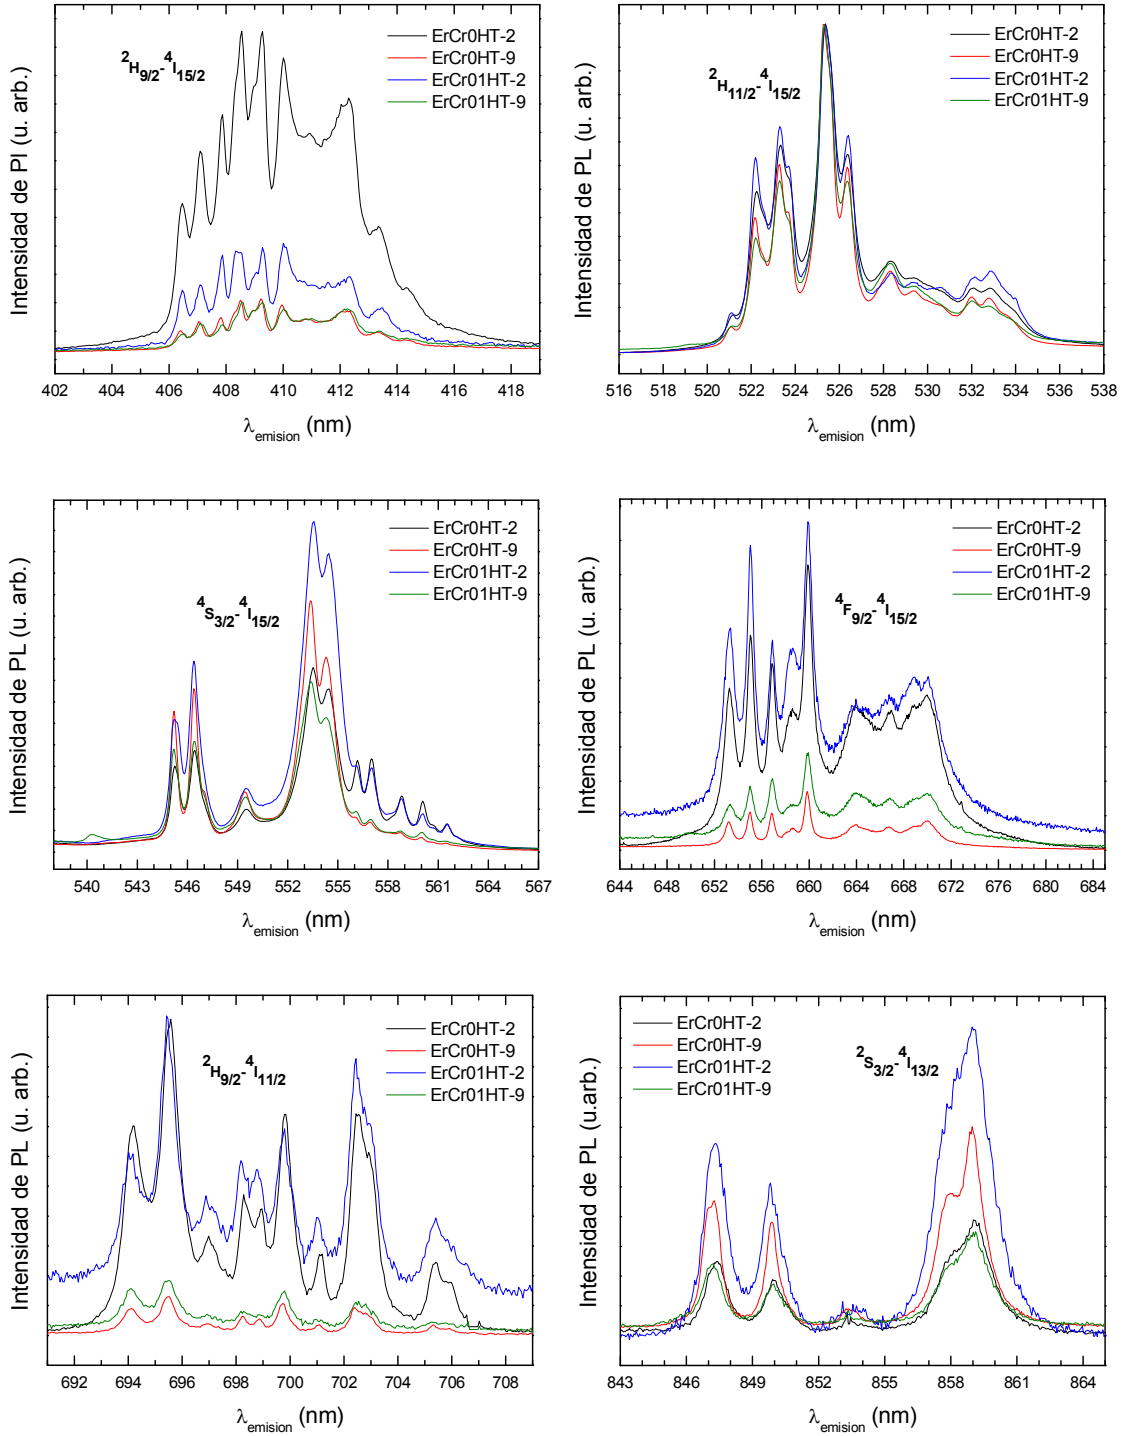 Intensidad de Pl (u. arb.)
²H₉/₂-⁴I₁₅/₂
ErCr0HT-2
ErCr0HT-9
ErCr01HT-2
ErCr01HT-9
402 404 406 408 410 412 414 416 418
λemision (nm)
Intensidad de PL (u. arb.)
²H₁₁/₂-⁴I₁₅/₂
ErCr0HT-2
ErCr0HT-9
ErCr01HT-2
ErCr01HT-9
516 518 520 522 524 526 528 530 532 534 536 538
λemision (nm)
Intensidad de PL (u. arb.)
⁴S₃/₂-⁴I₁₅/₂
ErCr0HT-2
ErCr0HT-9
ErCr01HT-2
ErCr01HT-9
540 543 546 549 552 555 558 561 564 567
λemision (nm)
Intensidad de PL (u. arb.)
⁴F₉/₂-⁴I₁₅/₂
ErCr0HT-2
ErCr0HT-9
ErCr01HT-2
ErCr01HT-9
644 648 652 656 660 664 668 672 676 680 684
λemision (nm)
Intensidad de PL (u. arb.)
²H₉/₂-⁴I₁₁/₂
ErCr0HT-2
ErCr0HT-9
ErCr01HT-2
ErCr01HT-9
692 694 696 698 700 702 704 706 708
λemision (nm)
Intensidad de PL (u.arb.)
ErCr0HT-2
ErCr0HT-9
ErCr01HT-2
ErCr01HT-9
²S₃/₂-⁴I₁₃/₂
843 846 849 852 855 858 861 864
λemision (nm)